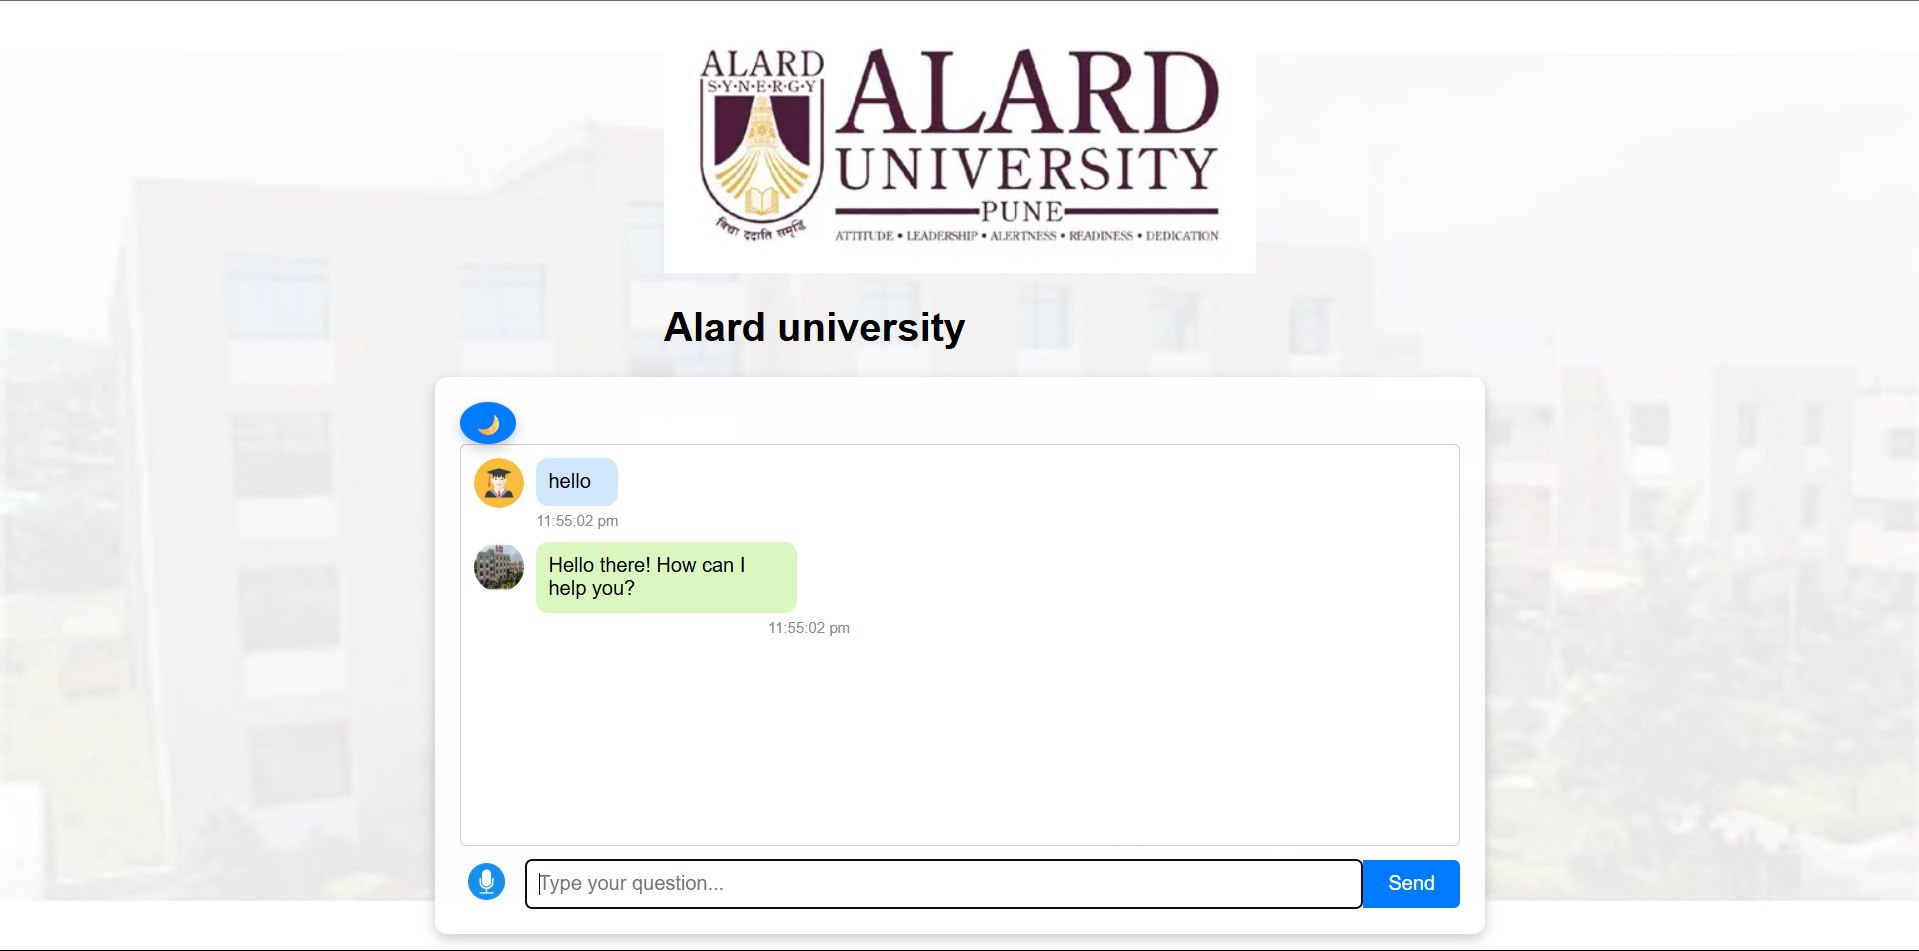 ALARD
S·Y·N·E·R·G·Y
विद्या ददाति समृद्धि
ALARD
UNIVERSITY
PUNE
ATTITUDE • LEADERSHIP • ALERTNESS • READINESS • DEDICATION
Alard university
hello
11:55:02 pm
Hello there! How can I
help you?
11:55:02 pm
Type your question...
Send